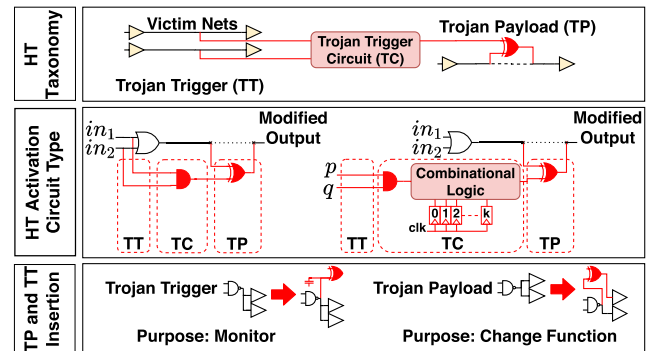 HT
Taxonomy
Victim Nets
Trojan Trigger (TT)
Trojan Trigger
Circuit (TC)
Trojan Payload (TP)
HT Activation
Circuit Type
in1
in2
Modified
Output
TT
TC
TP
in1
in2
p
q
Combinational
Logic
0 1 2 k
clk
Modified
Output
TT
TC
TP
TP and TT
Insertion
Trojan Trigger
Purpose: Monitor
Trojan Payload
Purpose: Change Function